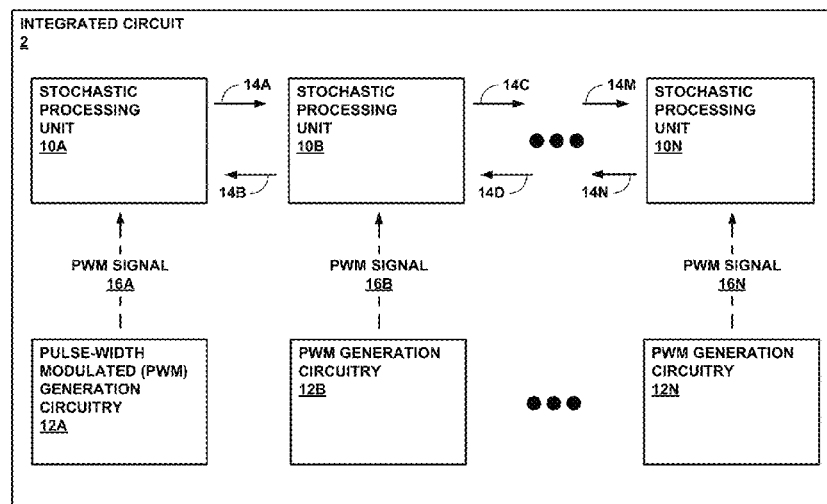 INTEGRATED CIRCUIT
2
STOCHASTIC
PROCESSING
UNIT
10A
14A
14B
STOCHASTIC
PROCESSING
UNIT
10B
14C
14D
14M
14N
STOCHASTIC
PROCESSING
UNIT
10N
PWM SIGNAL
16A
PWM SIGNAL
16B
PWM SIGNAL
16N
PULSE-WIDTH
MODULATED (PWM)
GENERATION
CIRCUITRY
12A
PWM GENERATION
CIRCUITRY
12B
PWM GENERATION
CIRCUITRY
12N